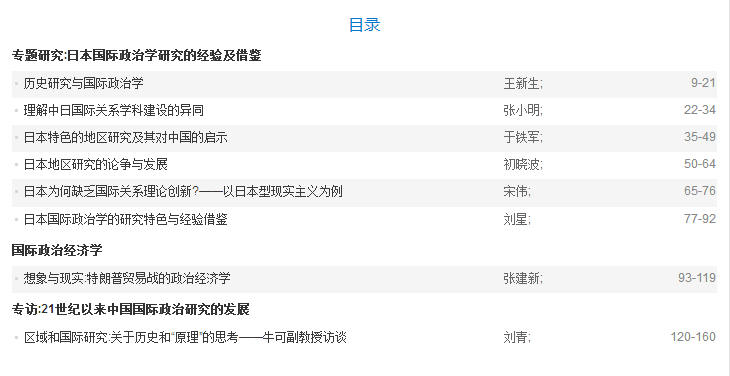 目录
专题研究:日本国际政治学研究的经验及借鉴
历史研究与国际政治学 王新生; 9-21
理解中日国际关系学科建设的异同 张小明; 22-34
日本特色的地区研究及其对中国的启示 于铁军; 35-49
日本地区研究的论争与发展 初晓波; 50-64
日本为何缺乏国际关系理论创新?——以日本型现实主义为例 宋伟; 65-76
日本国际政治学的研究特色与经验借鉴 刘星; 77-92
国际政治经济学
想象与现实:特朗普贸易战的政治经济学 张建新; 93-119
专访:21世纪以来中国国际政治研究的发展
区域和国际研究:关于历史和“原理”的思考——牛可副教授访谈 刘青; 120-160